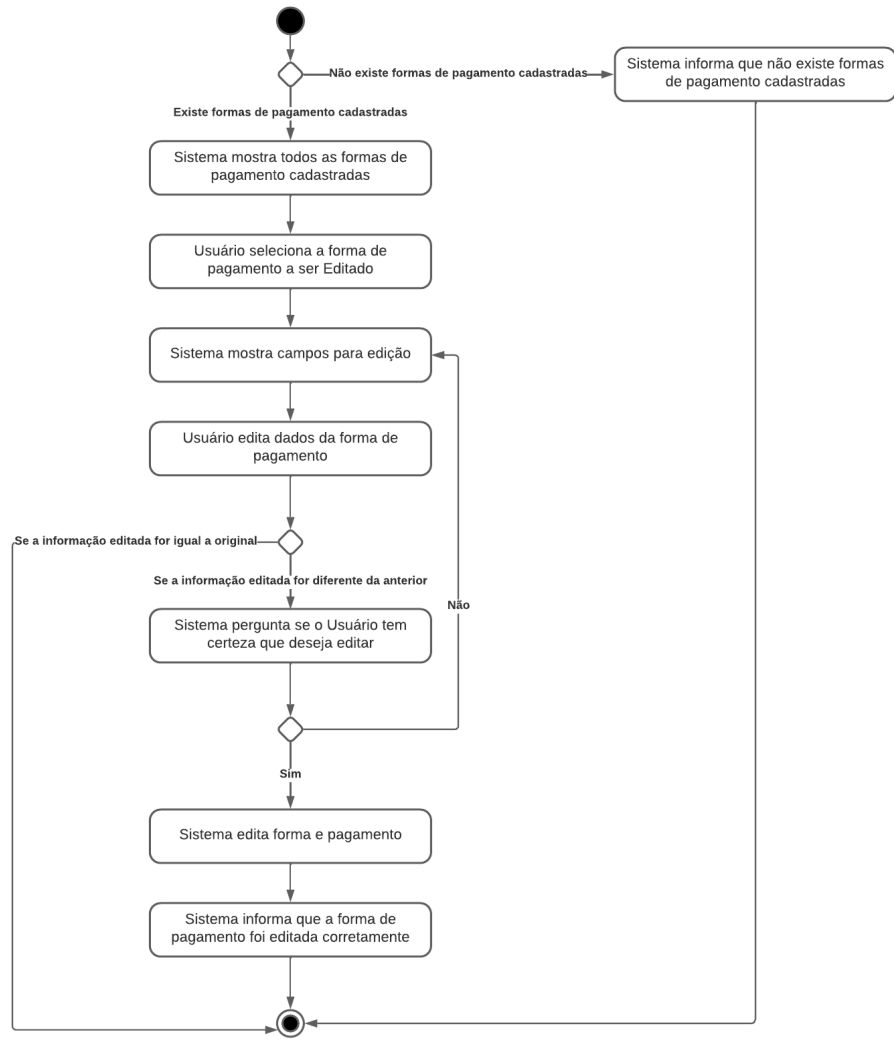 Não existe formas de pagamento cadastradas
Sistema informa que não existe formas
de pagamento cadastradas
Existe formas de pagamento cadastradas
Sistema mostra todos as formas de
pagamento cadastradas
Usuário seleciona a forma de
pagamento a ser Editado
Sistema mostra campos para edição
Usuário edita dados da forma de
pagamento
Se a informação editada for igual a original
Se a informação editada for diferente da anterior
Não
Sistema pergunta se o Usuário tem
certeza que deseja editar
Sim
Sistema edita forma e pagamento
Sistema informa que a forma de
pagamento foi editada corretamente